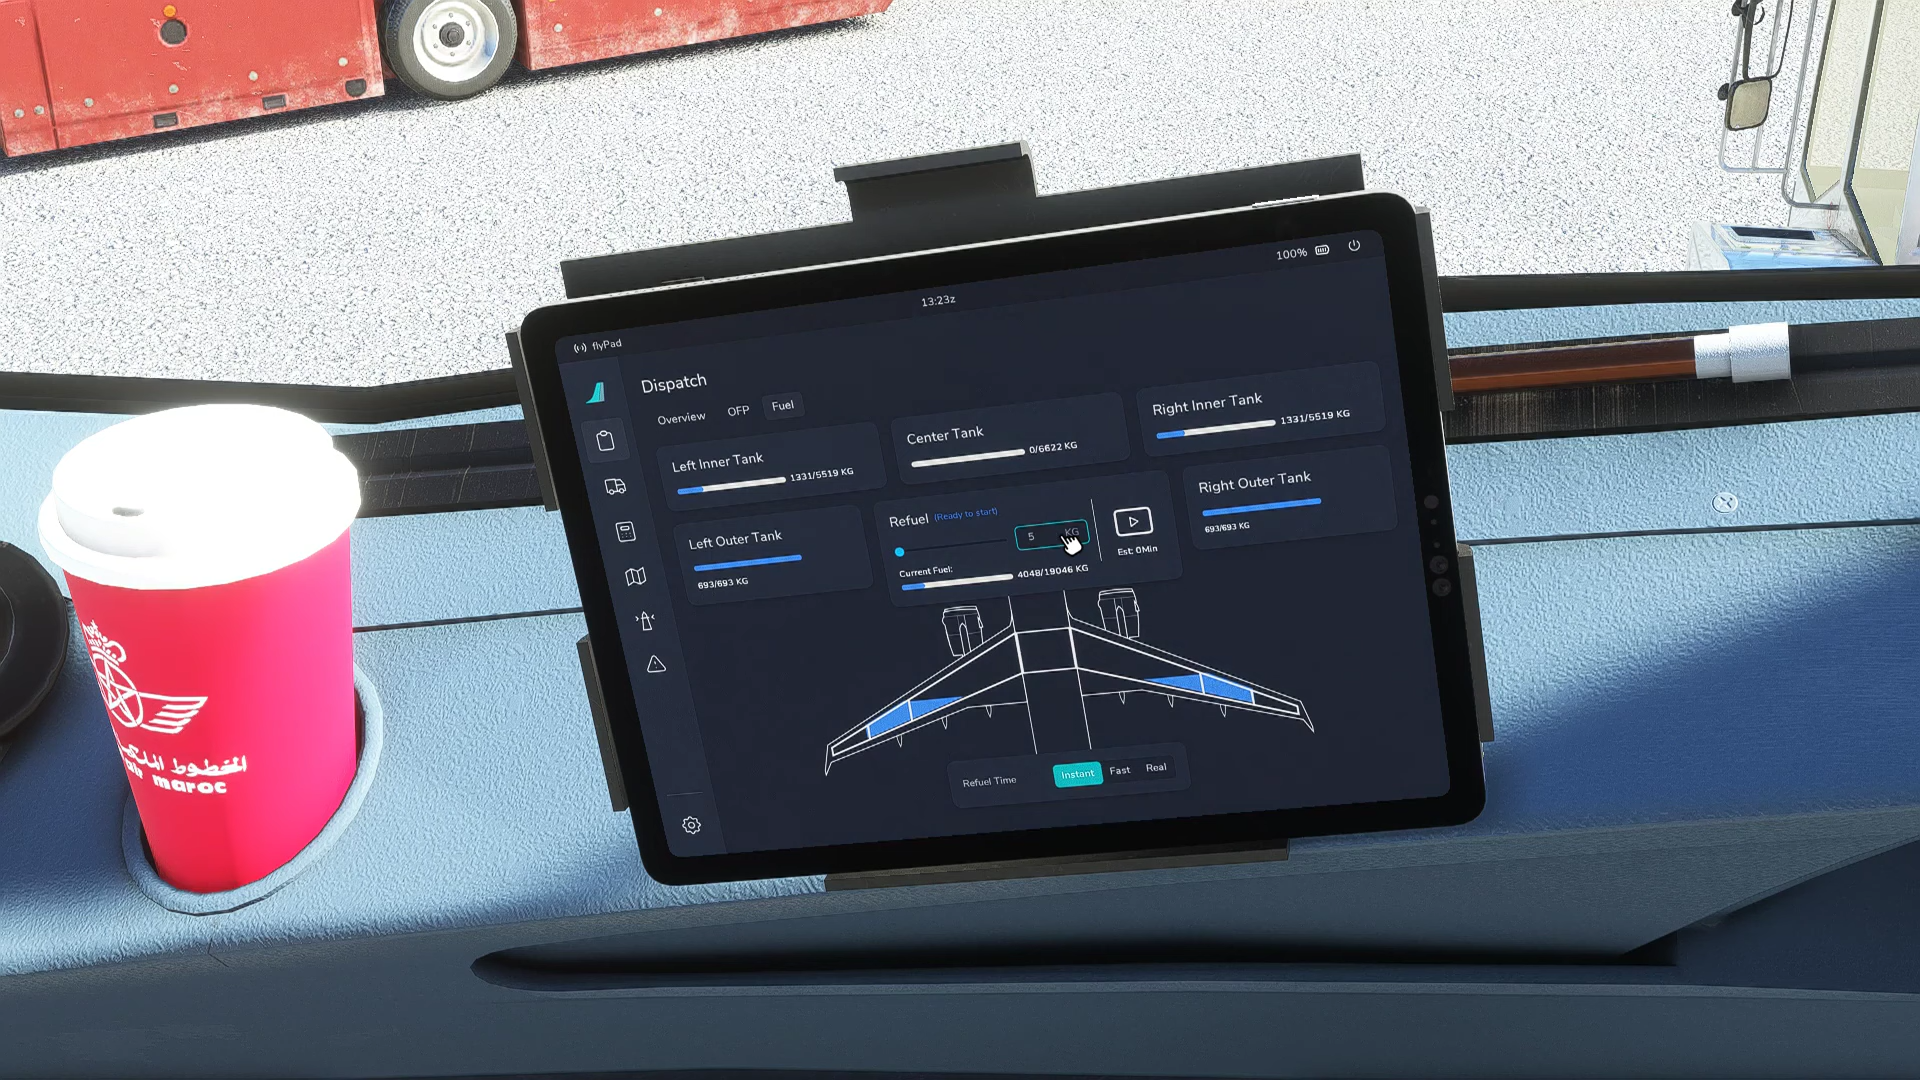 100%
13:23z
flyPad
Dispatch
Overview OFP Fuel
Left Inner Tank
1331/5519 KG
Center Tank
0/6622 KG
Right Inner Tank
1331/5519 KG
Left Outer Tank
693/693 KG
Refuel (Ready to start)
5 KG
Est: 0Min
Current Fuel:
4048/19046 KG
Right Outer Tank
693/693 KG
Refuel Time Instant Fast Real
air maroc